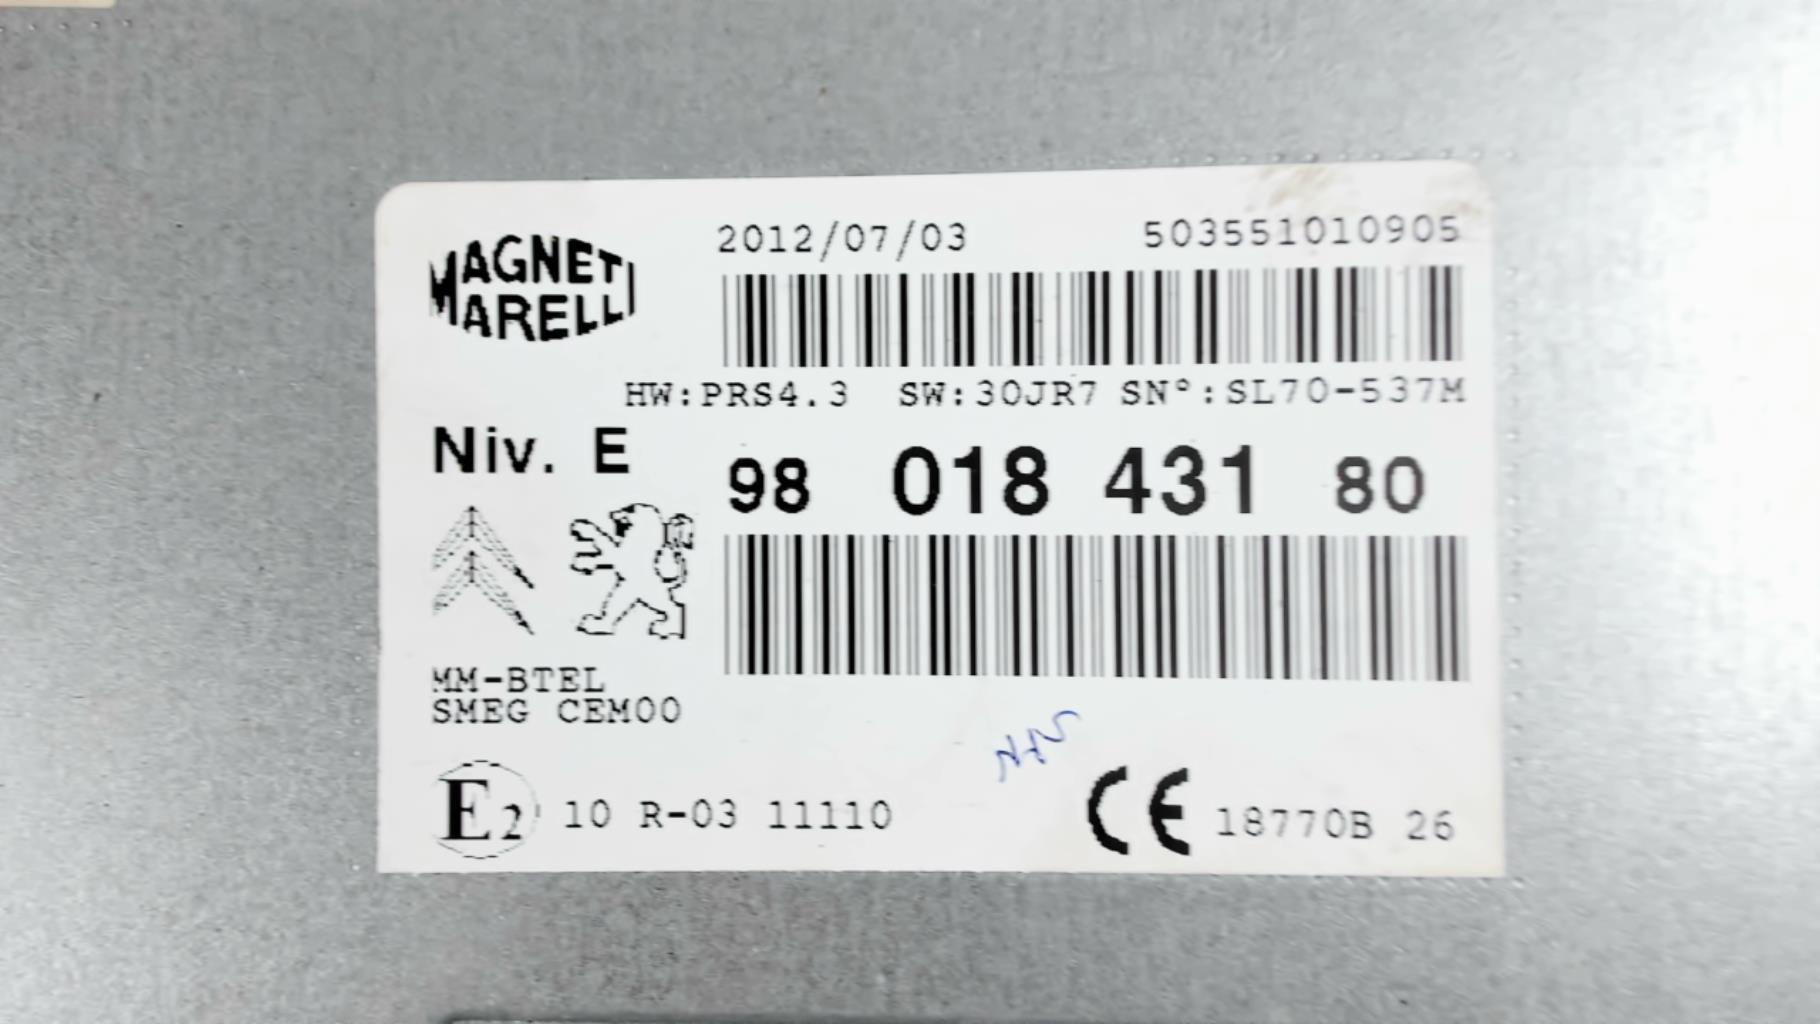 MAGNETI
MARELLI
2012/07/03 503551010905
HW:PRS4.3 SW:30JR7 SN°:SL70-537M
Niv. E
98 018 431 80
MM-BTEL
SMEG CEM00
E2 10 R-03 11110
CE 18770B 26